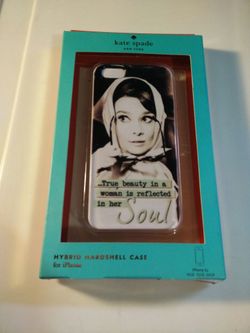 kate spade
NEW YORK
...True beauty in a
woman is reflected
in her
Soul
HYBRID HARDSHELL CASE
for iPhone